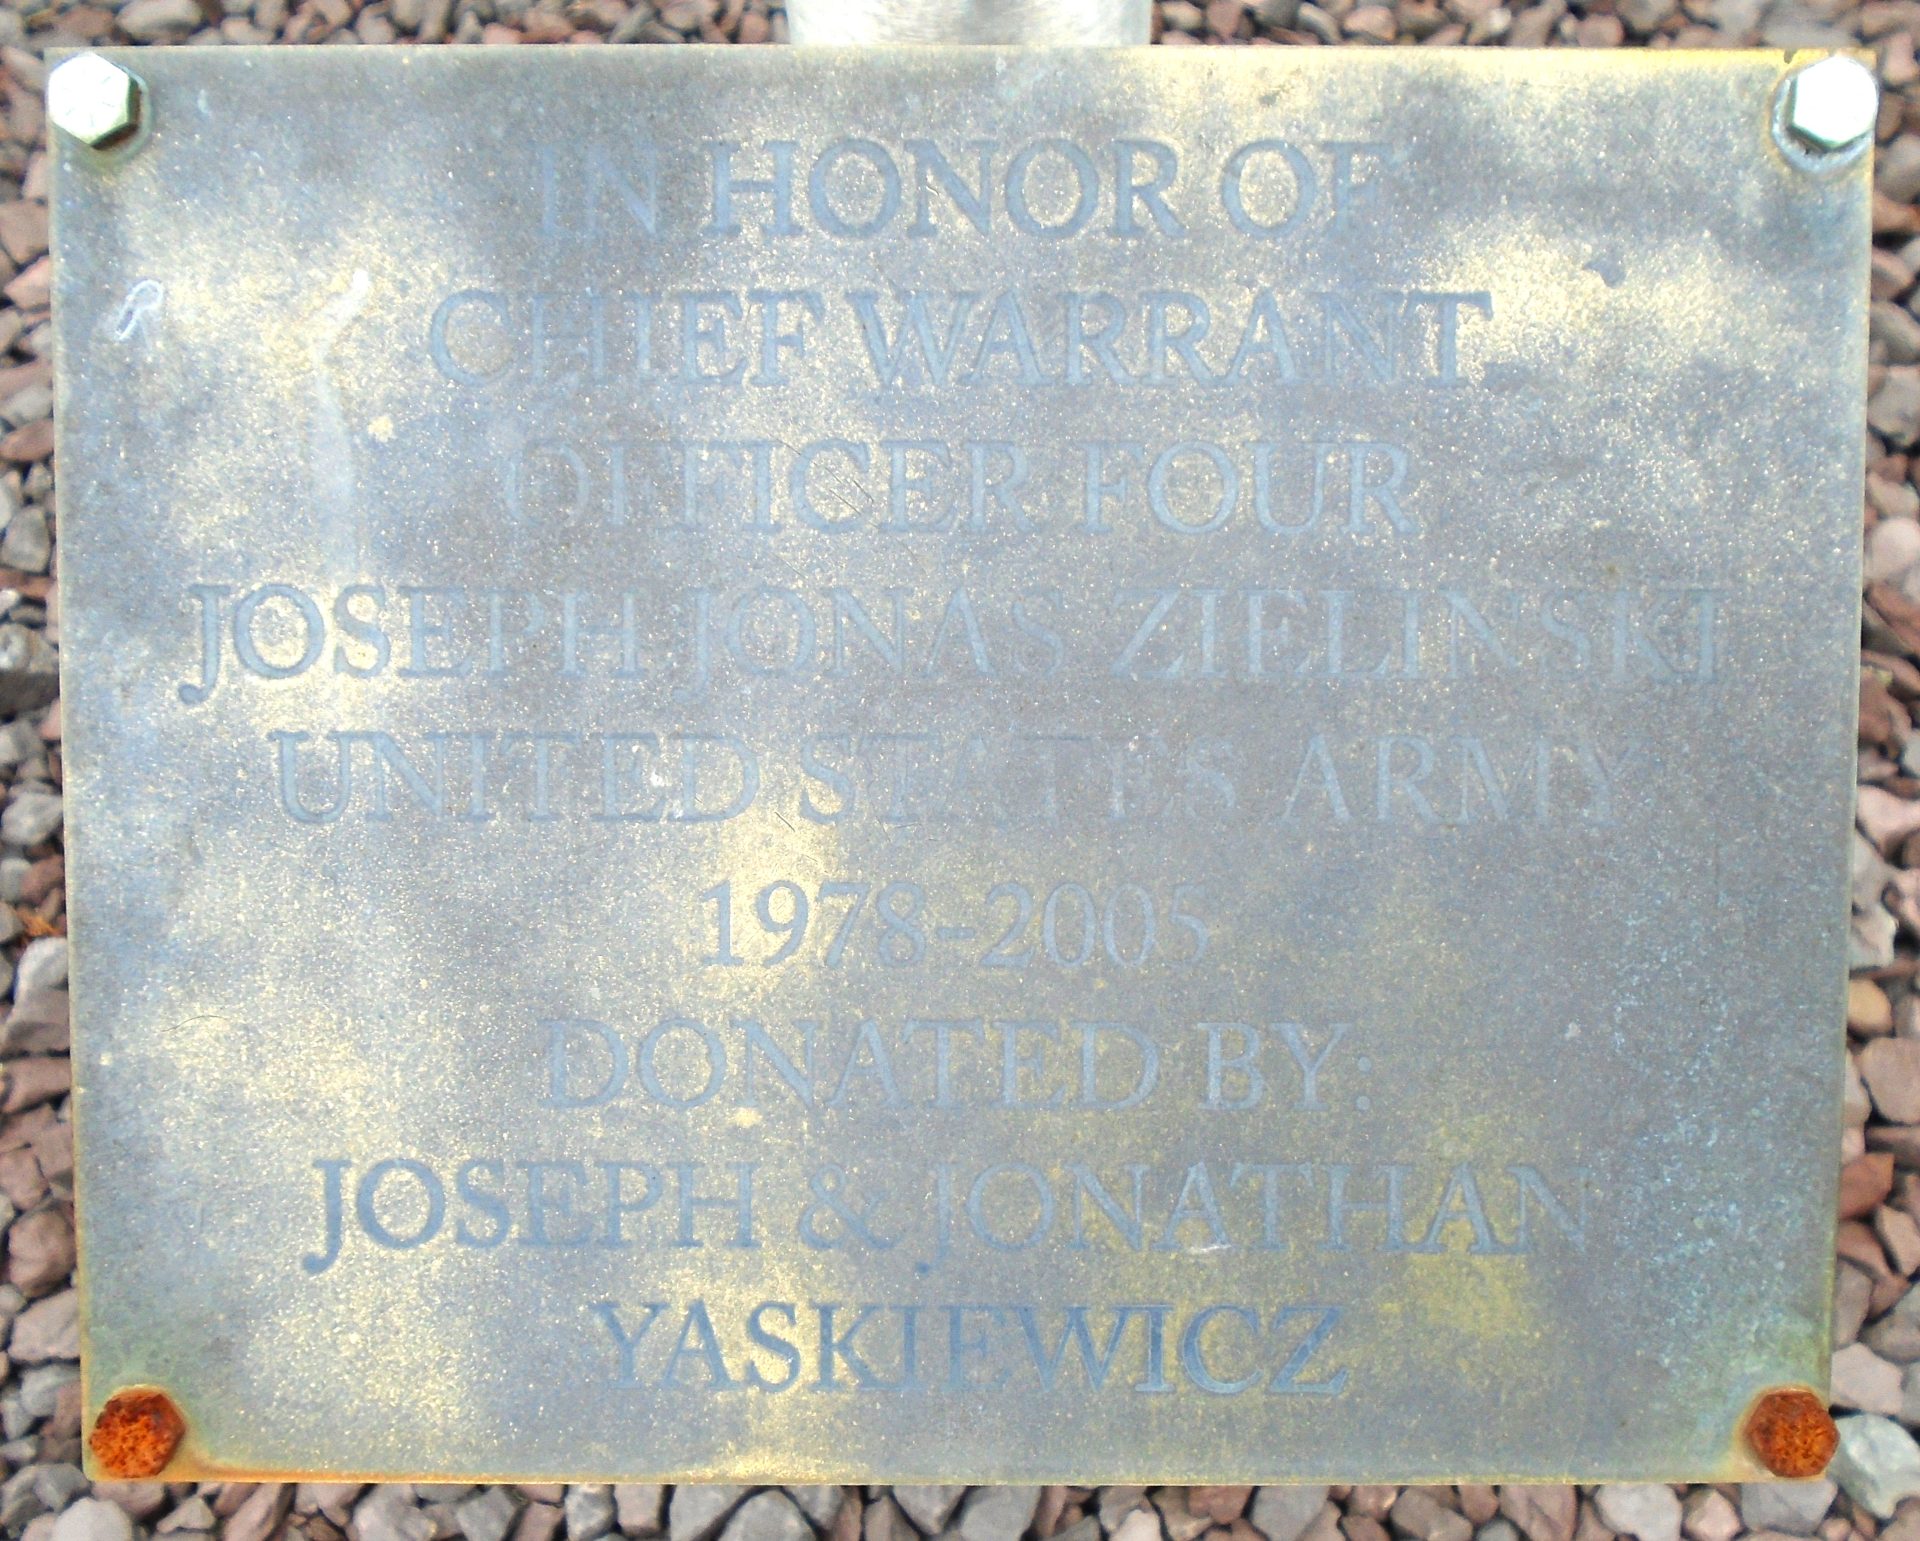 IN HONOR OF
CHIEF WARRANT
OFFICER FOUR
JOSEPH JONAS ZIELINSKI
UNITED STATES ARMY
1978-2005
DONATED BY:
JOSEPH & JONATHAN
YASKIEWICZ